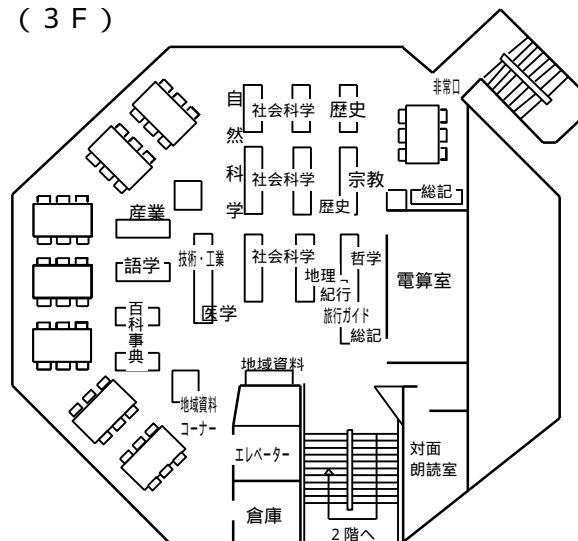 (３Ｆ)
非常口
自然科学
社会科学
歴史
社会科学
宗教
歴史
総記
産業
語学
技術・工業
社会科学
哲学
地理
紀行
旅行ガイド
総記
医学
電算室
百科事典
地域資料
地域資料
コーナー
エレベーター
対面
朗読室
倉庫
２階へ